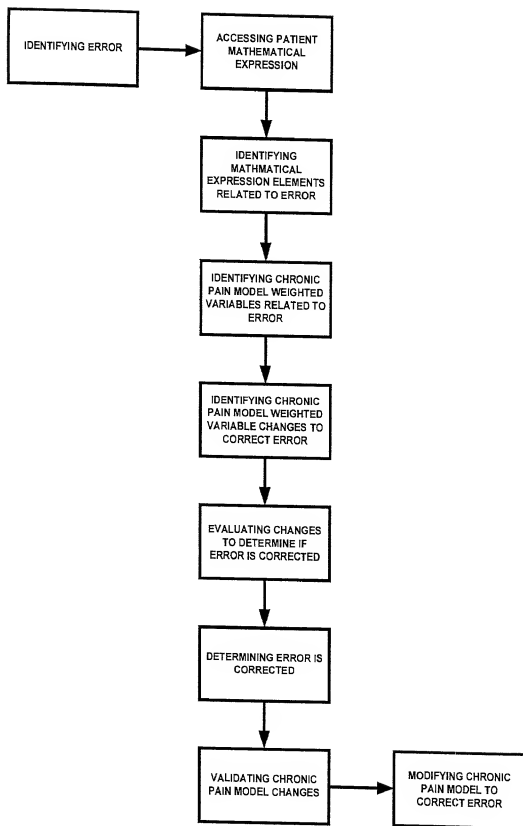 IDENTIFYING ERROR
ACCESSING PATIENT
MATHEMATICAL
EXPRESSION
IDENTIFYING
MATHMATICAL
EXPRESSION ELEMENTS
RELATED TO ERROR
IDENTIFYING CHRONIC
PAIN MODEL WEIGHTED
VARIABLES RELATED TO
ERROR
IDENTIFYING CHRONIC
PAIN MODEL WEIGHTED
VARIABLE CHANGES TO
CORRECT ERROR
EVALUATING CHANGES
TO DETERMINE IF
ERROR IS CORRECTED
DETERMINING ERROR IS
CORRECTED
VALIDATING CHRONIC
PAIN MODEL CHANGES
MODIFYING CHRONIC
PAIN MODEL TO
CORRECT ERROR